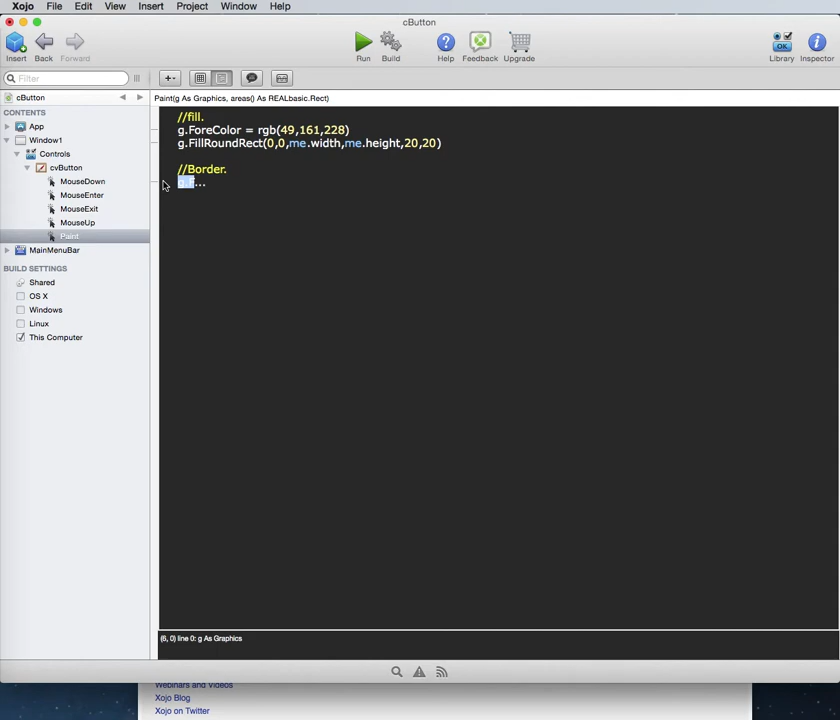 Xojo File Edit View Insert Project Window Help
cButton
Insert Back Forward Run Build Help Feedback Upgrade Library Inspector
Filter
cButton
Paint(g As Graphics, areas() As REALbasic.Rect)
CONTENTS
App
Window1
Controls
cvButton
MouseDown
MouseEnter
MouseExit
MouseUp
Paint
MainMenuBar
BUILD SETTINGS
Shared
OS X
Windows
Linux
This Computer
//fill.
g.ForeColor = rgb(49,161,228)
g.FillRoundRect(0,0,me.width,me.height,20,20)
//Border.
g.F...
(6, 0) line 0: g As Graphics
Webinars and Videos
Xojo Blog
Xojo on Twitter